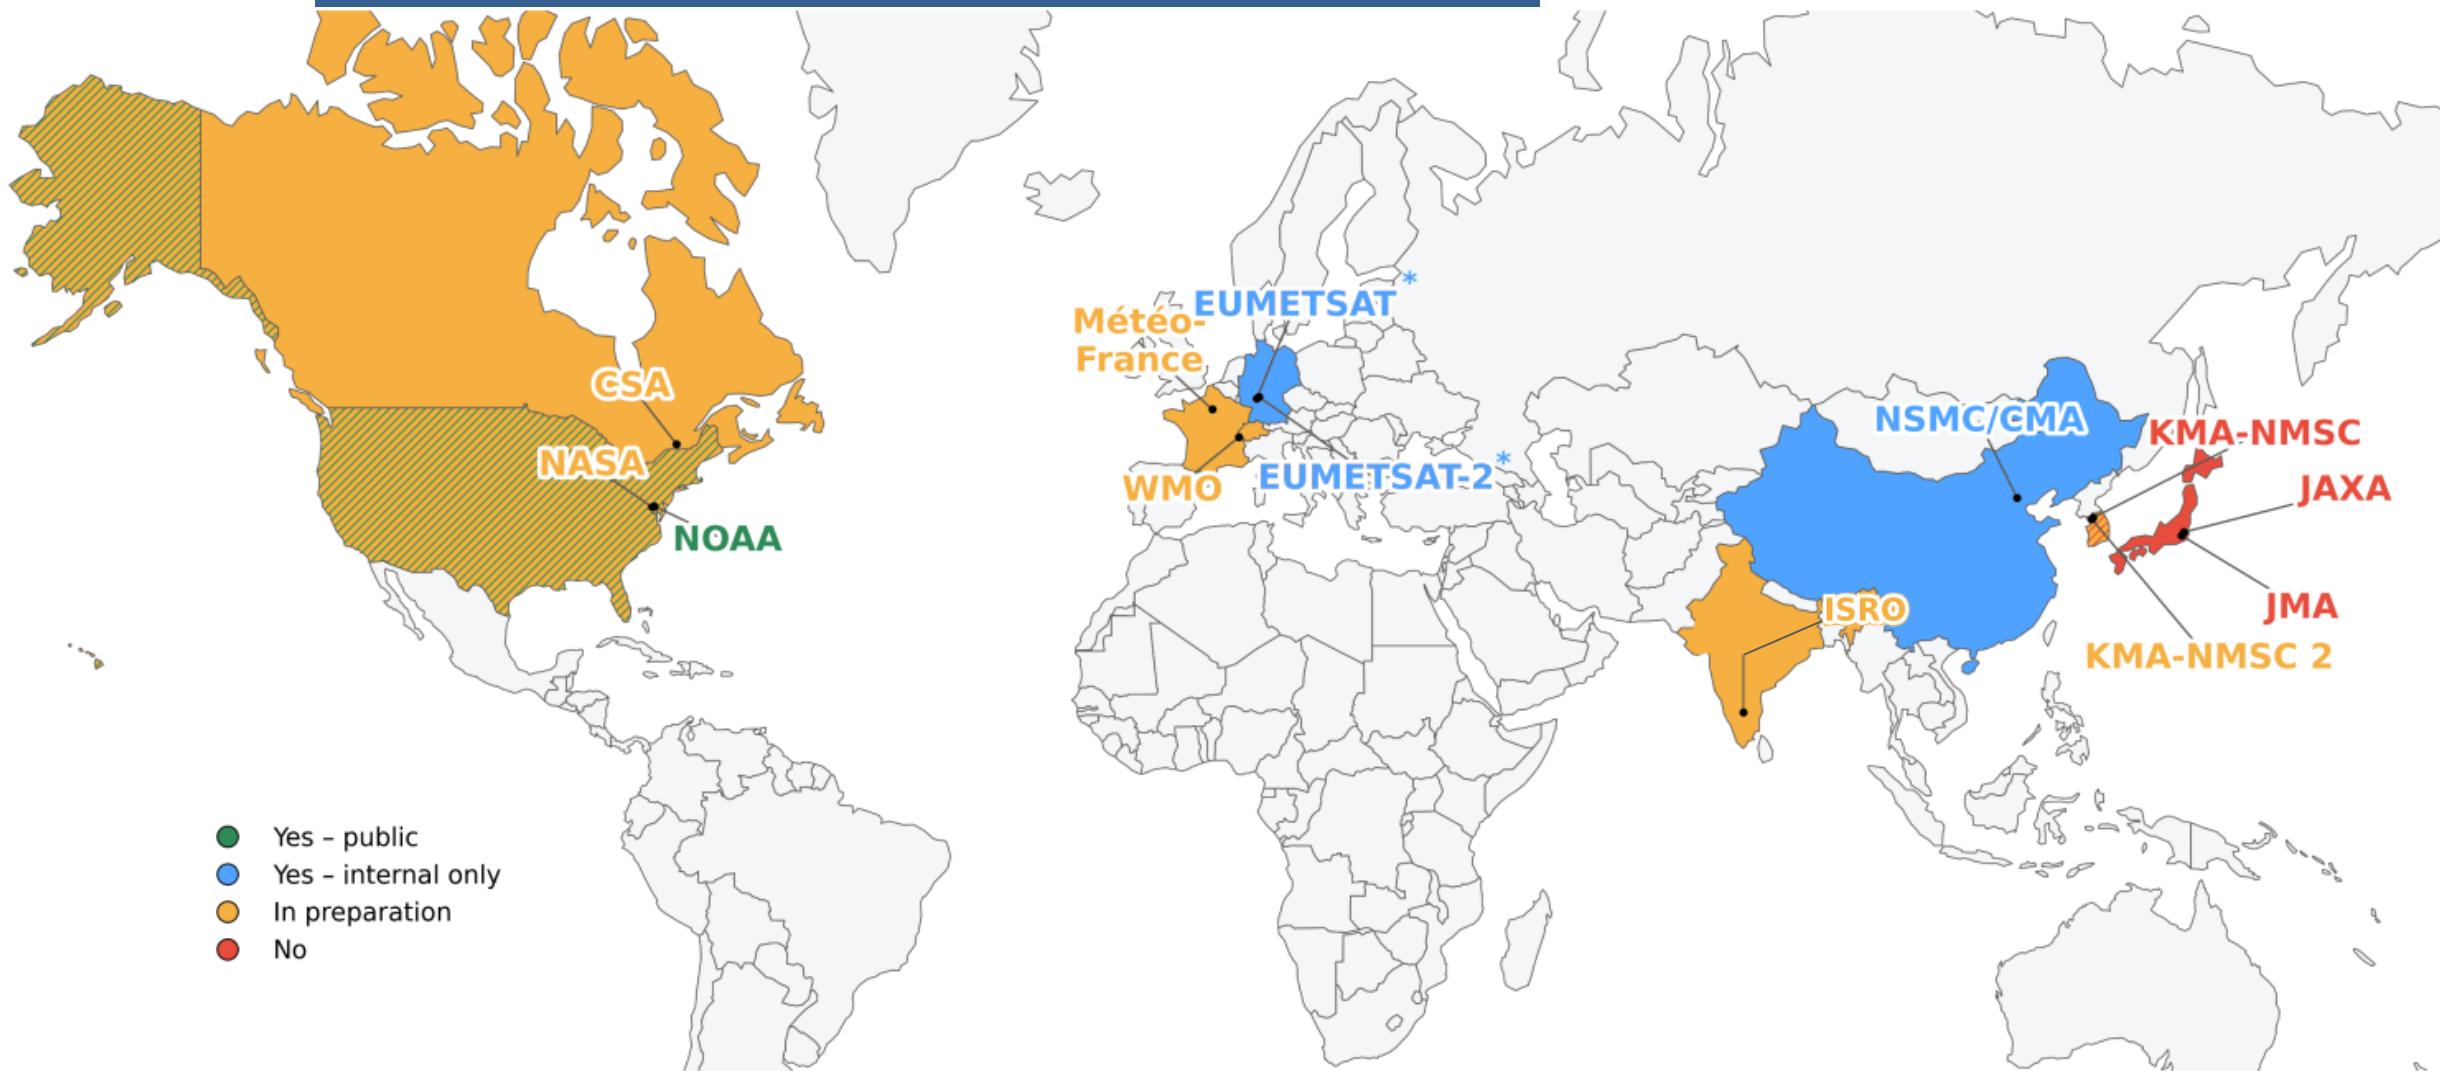 CSA
NASA
NOAA
EUMETSAT *
Météo-
France
WMO
EUMETSAT-2 *
NSMC/CMA
KMA-NMSC
JAXA
JMA
KMA-NMSC 2
ISRO
Yes – public
Yes – internal only
In preparation
No